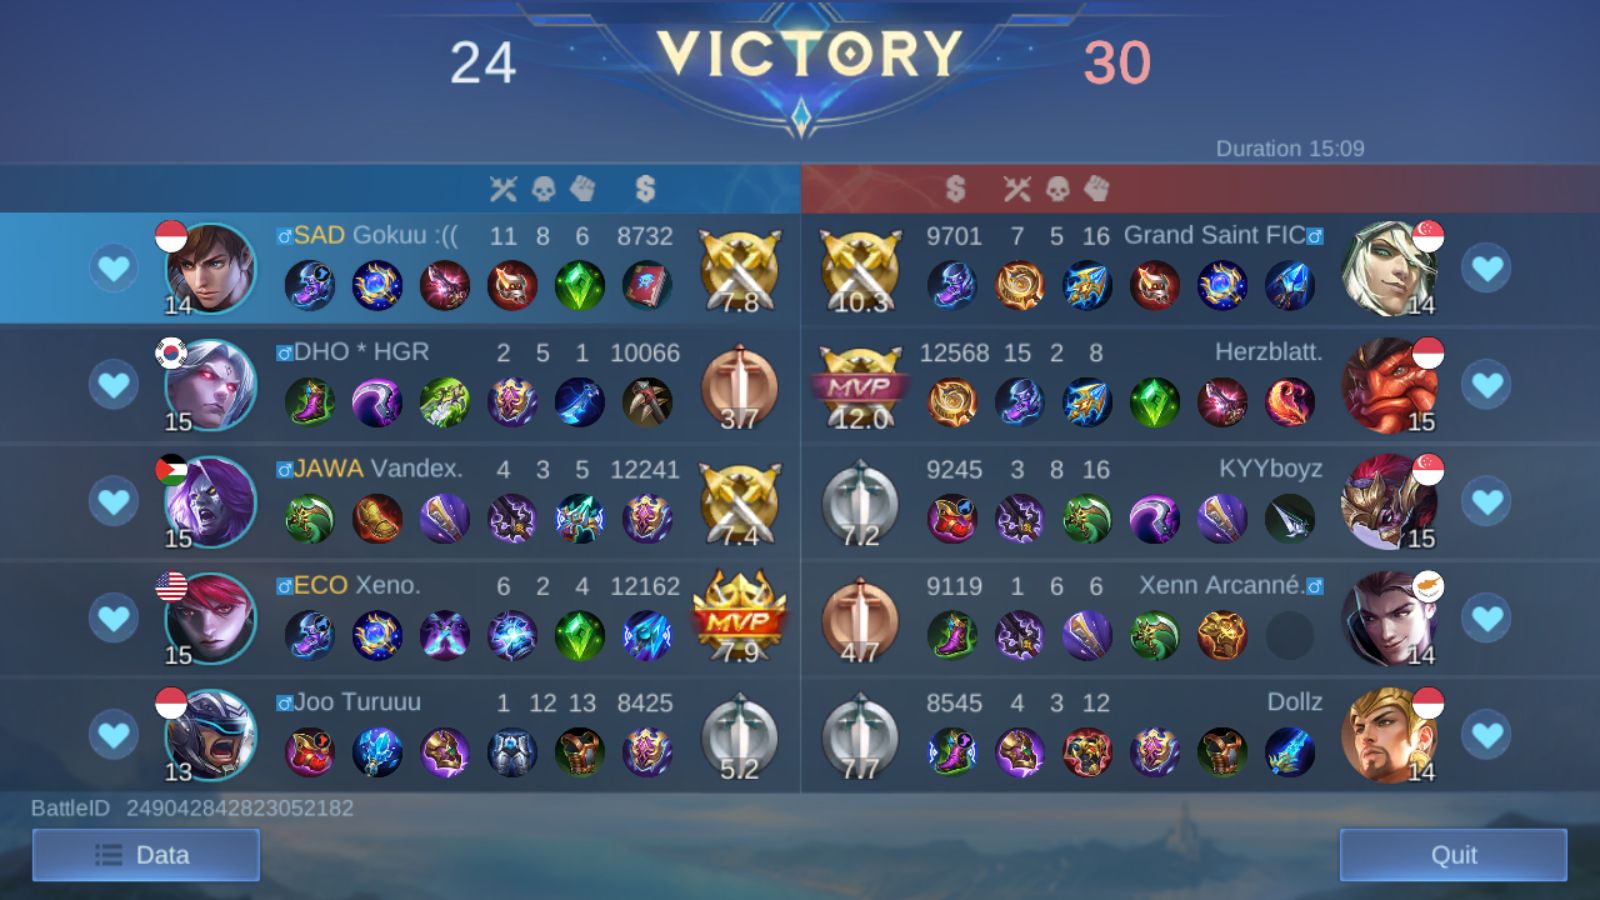 24 VICTORY 30
Duration 15:09
SAD Gokuu :(( 11 8 6 8732
14 7.8
9701 7 5 16 Grand Saint FIC
10.3 14
DHO * HGR 2 5 1 10066
15 3.7
12568 15 2 8 Herzblatt.
MVP
12.0 15
JAWA Vandex. 4 3 5 12241
15 7.4
9245 3 8 16 KYYboyz
7.2 15
ECO Xeno. 6 2 4 12162
MVP
15 7.9
9119 1 6 6 Xenn Arcanné.
4.7 14
Joo Turuuu 1 12 13 8425
13 5.2
8545 4 3 12 Dollz
7.7 14
BattleID 249042842823052182
Data
Quit